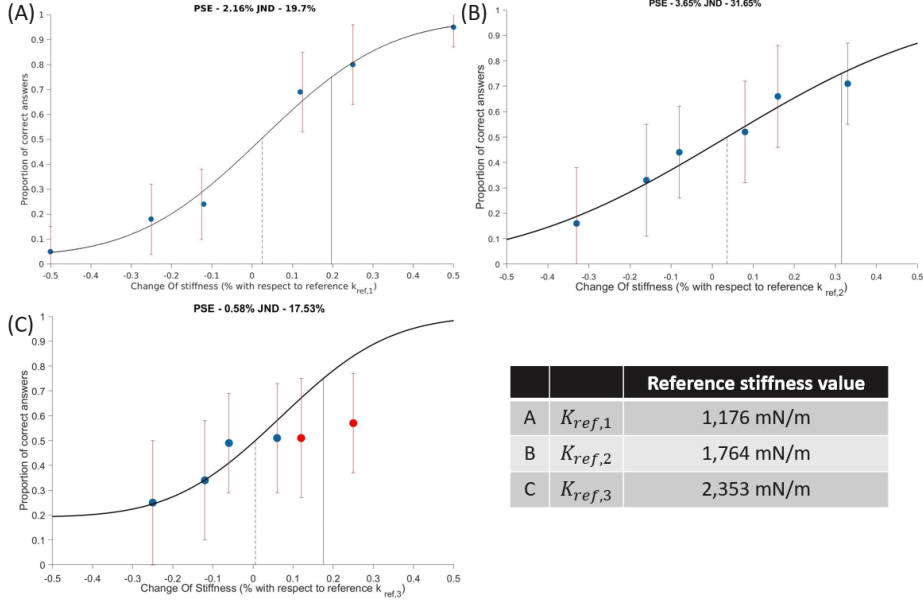 (A)
PSE - 2.16% JND - 19.7%
Proportion of correct answers
1
0.9
0.8
0.7
0.6
0.5
0.4
0.3
0.2
0.1
0
-0.5 -0.4 -0.3 -0.2 -0.1 0 0.1 0.2 0.3 0.4 0.5
Change Of stiffness (% with respect to reference k ref,1)
(B)
PSE - 3.65% JND - 31.65%
Proportion of correct answers
1
0.9
0.8
0.7
0.6
0.5
0.4
0.3
0.2
0.1
0
-0.5 -0.4 -0.3 -0.2 -0.1 0 0.1 0.2 0.3 0.4 0.5
Change Of stiffness (% with respect to reference k ref,2)
(C)
PSE - 0.58% JND - 17.53%
Proportion of correct answers
1
0.9
0.8
0.7
0.6
0.5
0.4
0.3
0.2
0.1
0
-0.5 -0.4 -0.3 -0.2 -0.1 0 0.1 0.2 0.3 0.4 0.5
Change Of Stiffness (% with respect to reference k ref,3)
Reference stiffness value
A K_ref,1 1,176 mN/m
B K_ref,2 1,764 mN/m
C K_ref,3 2,353 mN/m